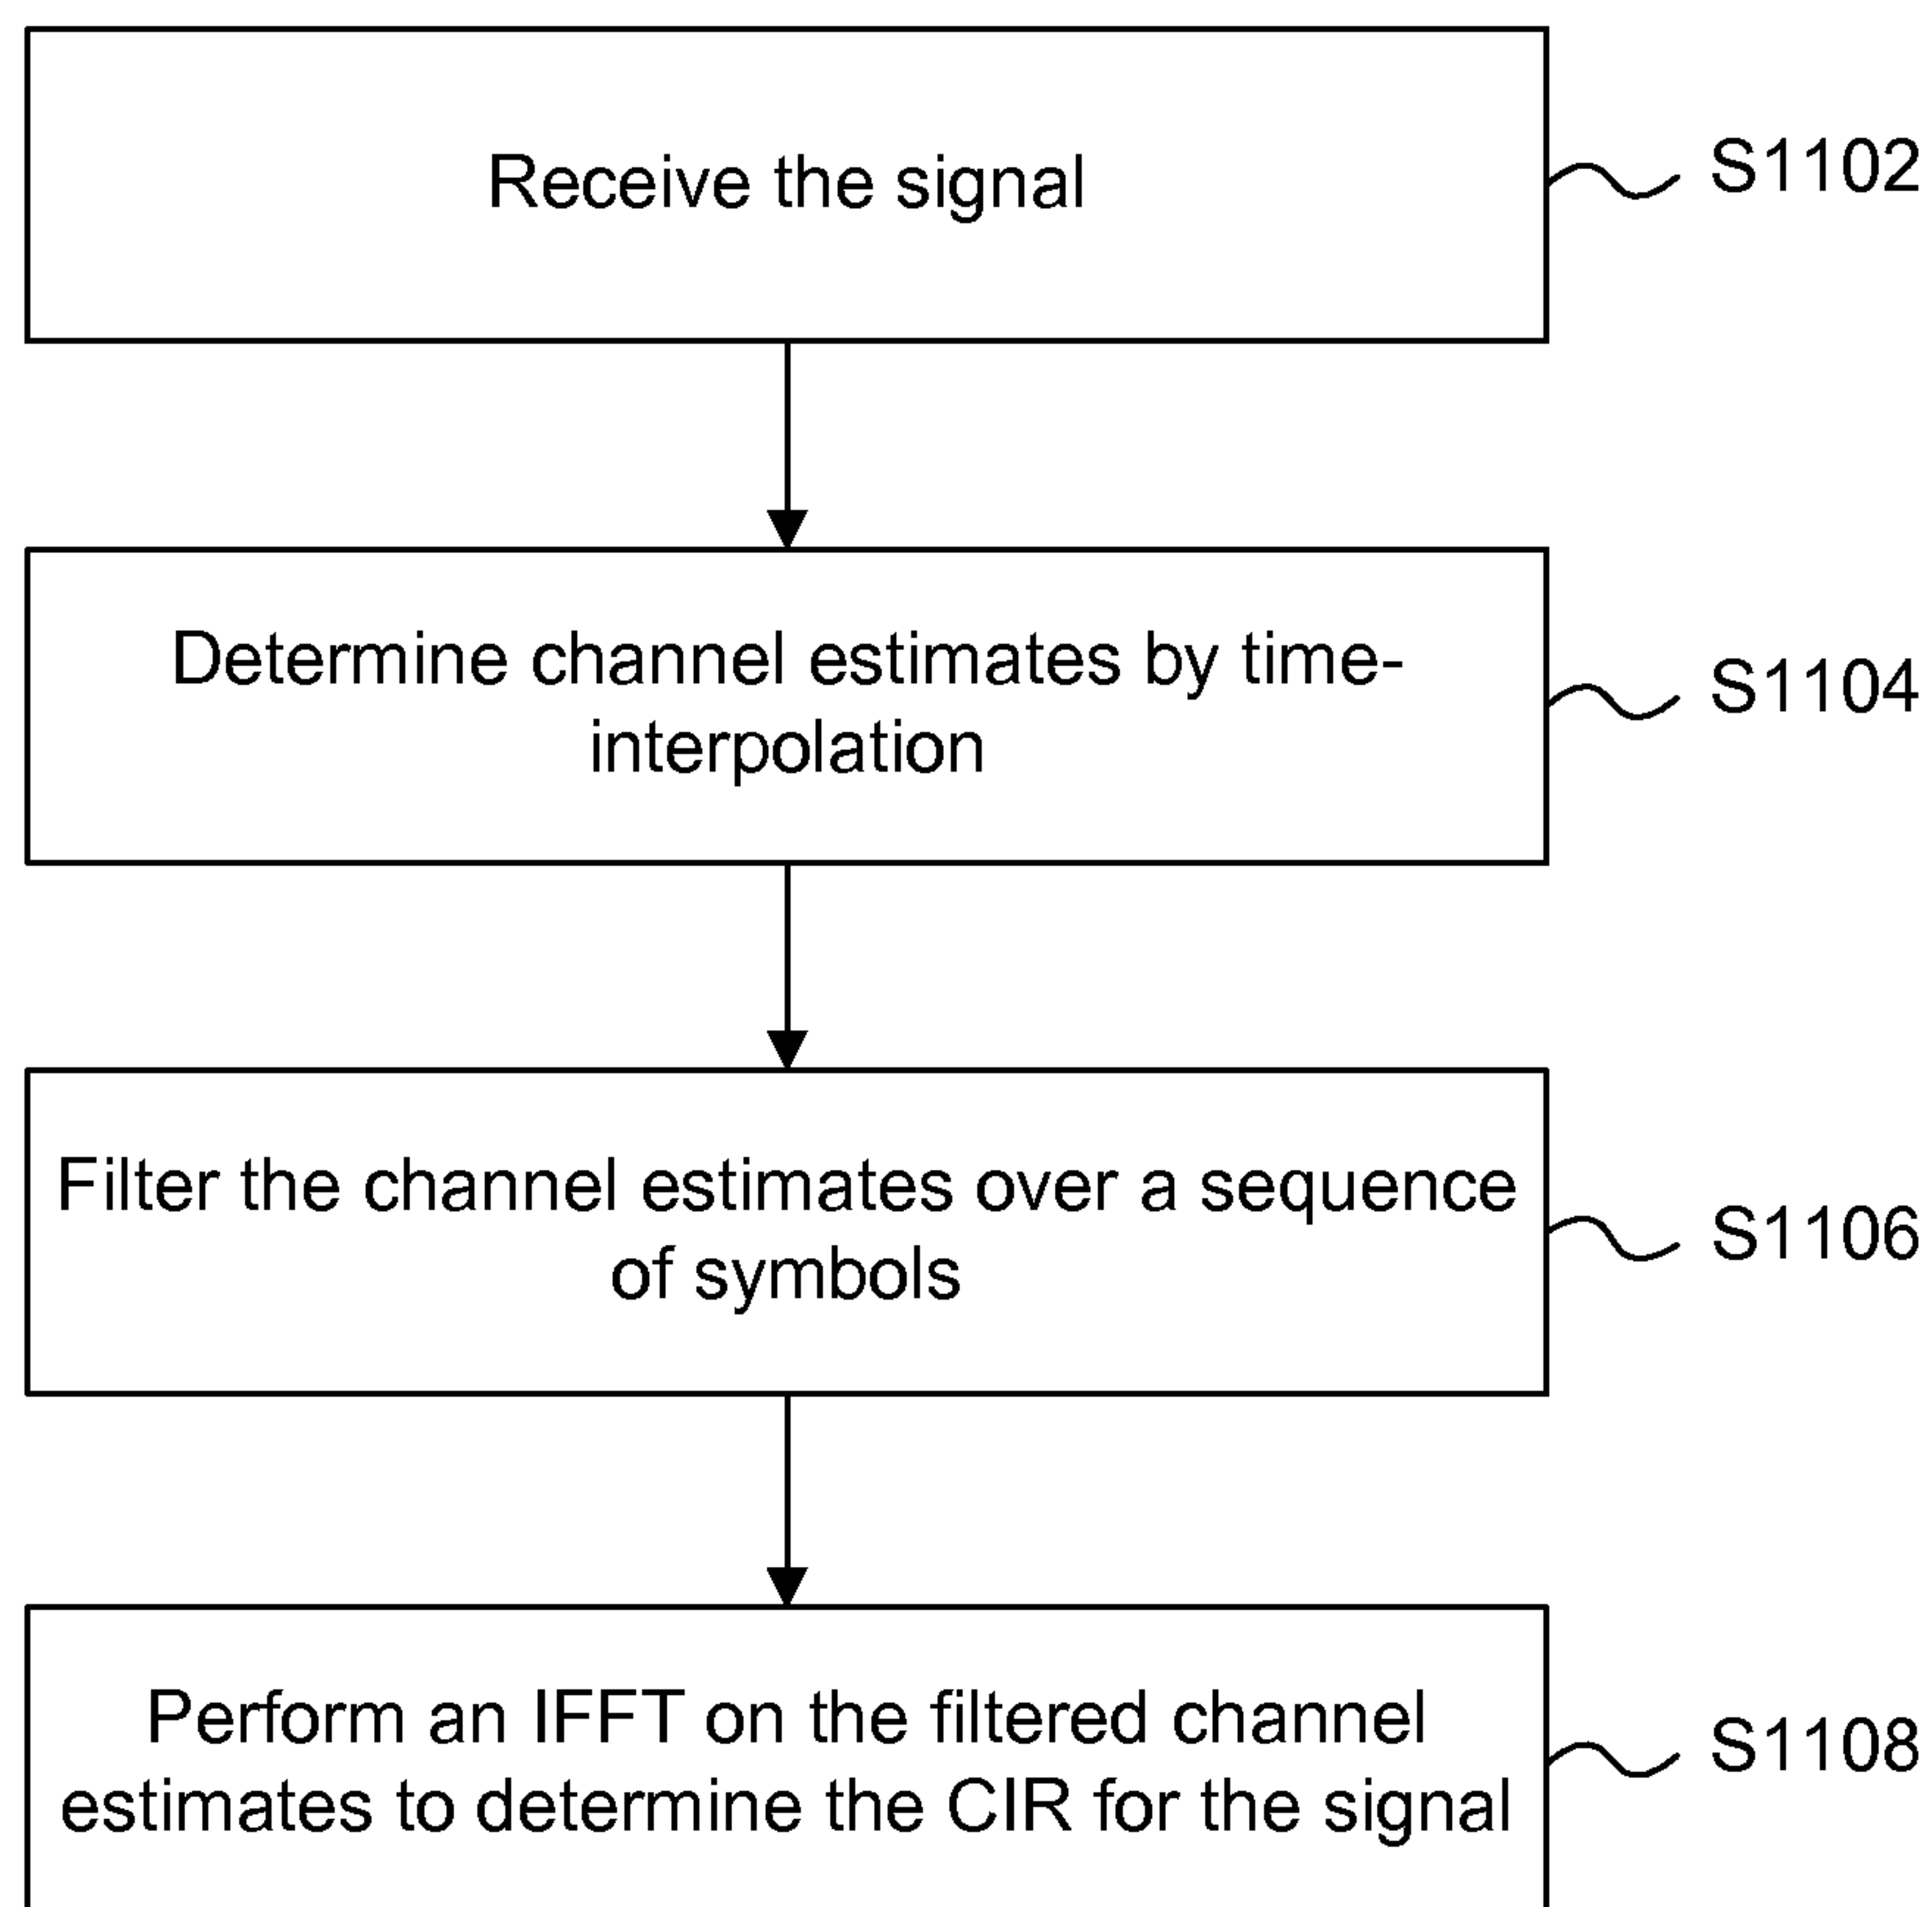 Receive the signal
S1102
Determine channel estimates by time-
interpolation
S1104
Filter the channel estimates over a sequence
of symbols
S1106
Perform an IFFT on the filtered channel
estimates to determine the CIR for the signal
S1108